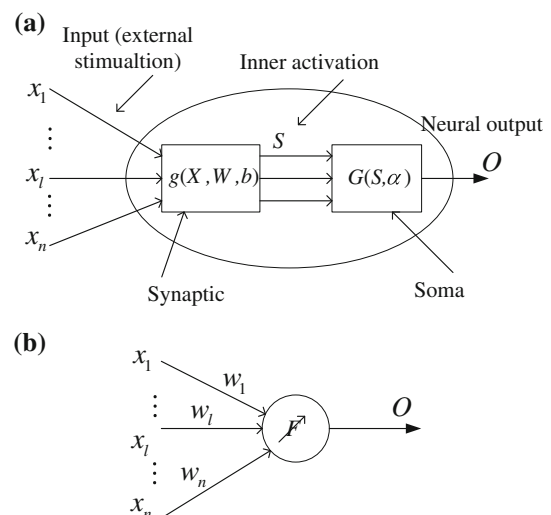 (a)
Input (external
stimualtion)
Inner activation
x1
⋮
xl
⋮
xn
g(X,W,b)
S
G(S,α)
Neural output
O
Synaptic
Soma
(b)
x1
w1
⋮
wl
xl
⋮
wn
xn
F
O